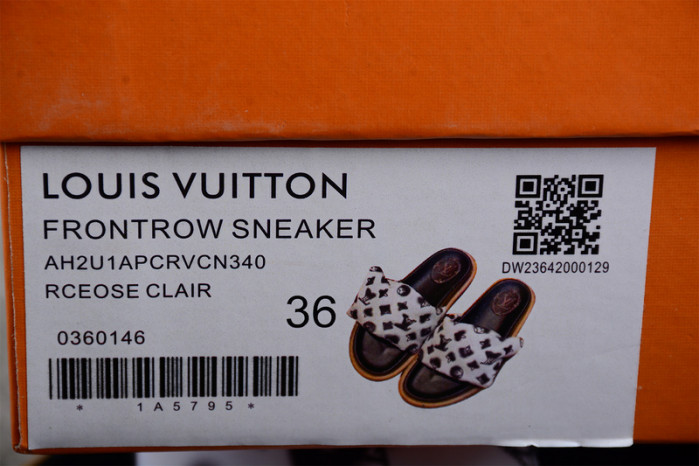 LOUIS VUITTON
FRONTROW SNEAKER
AH2U1APCRVCN340
RCEOSE CLAIR
36
0360146
* 1A5795 *
DW23642000129